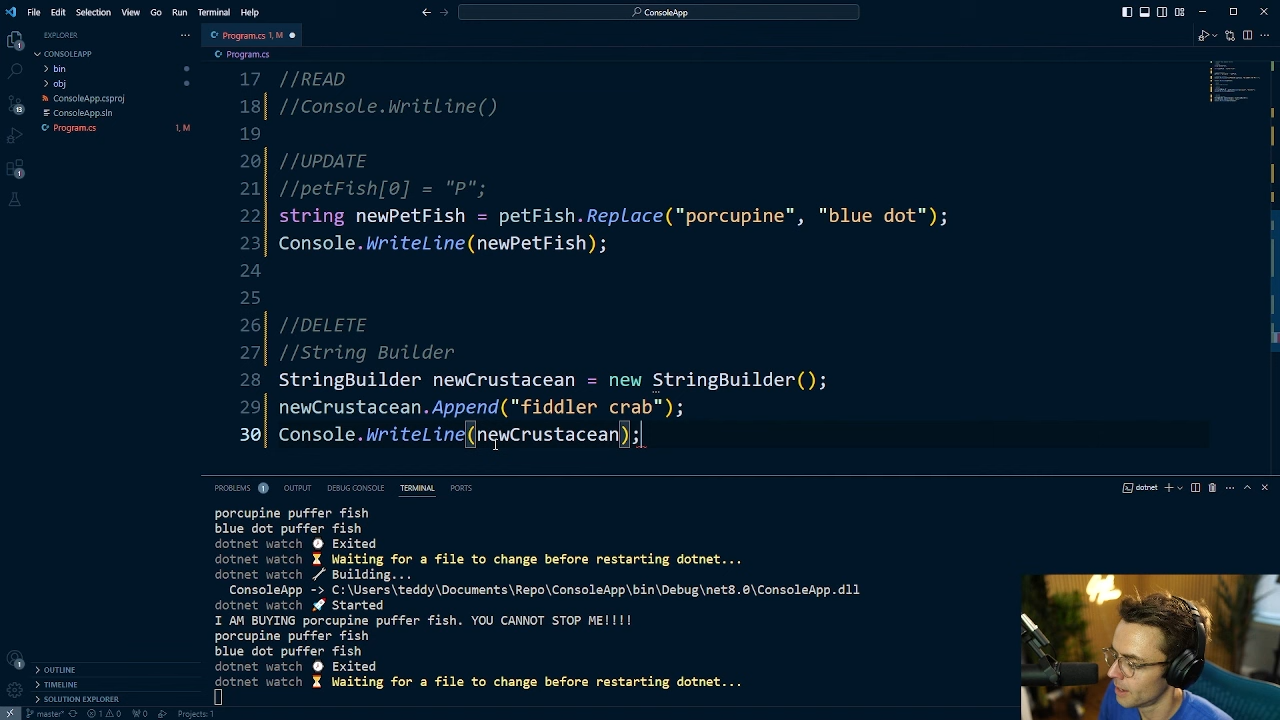 File Edit Selection View Go Run Terminal Help
ConsoleApp
EXPLORER
Program.cs 1, M
CONSOLEAPP
Program.cs
bin
obj
ConsoleApp.csproj
ConsoleApp.sln
Program.cs 1, M
17 //READ
18 //Console.Writline()
19
20 //UPDATE
21 //petFish[0] = "P";
22 string newPetFish = petFish.Replace("porcupine", "blue dot");
23 Console.WriteLine(newPetFish);
24
25
26 //DELETE
27 //String Builder
28 StringBuilder newCrustacean = new StringBuilder();
29 newCrustacean.Append("fiddler crab");
30 Console.WriteLine(newCrustacean);
PROBLEMS 1 OUTPUT DEBUG CONSOLE TERMINAL PORTS
dotnet
porcupine puffer fish
blue dot puffer fish
dotnet watch ⌚ Exited
dotnet watch ⏳ Waiting for a file to change before restarting dotnet...
dotnet watch 🔧 Building...
ConsoleApp -> C:\Users\teddy\Documents\Repo\ConsoleApp\bin\Debug\net8.0\ConsoleApp.dll
dotnet watch 🚀 Started
I AM BUYING porcupine puffer fish. YOU CANNOT STOP ME!!!!
porcupine puffer fish
blue dot puffer fish
dotnet watch ⌚ Exited
dotnet watch ⏳ Waiting for a file to change before restarting dotnet...
OUTLINE
TIMELINE
SOLUTION EXPLORER
master* 1 0 0 Projects: 1